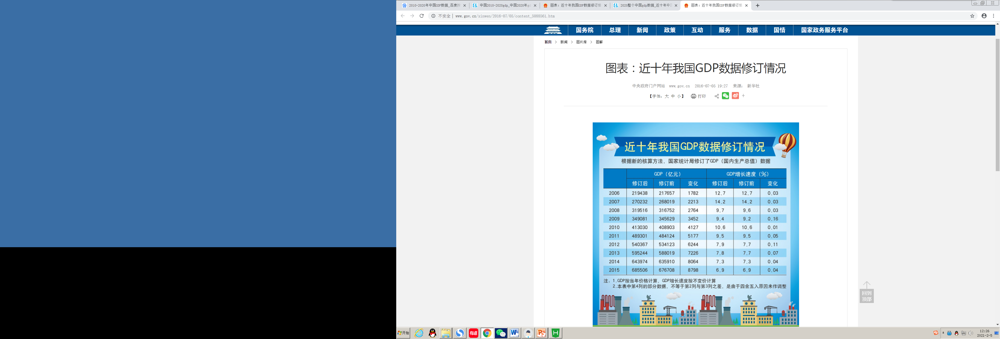 2010-2020年中国GDP数据_百度
中国2010-2020gdp_中国2020年gd
图表：近十年我国GDP数据修订情
2020整个中国gdp数据_近十年中
图表：近十年我国GDP数据修订情
不安全 | www.gov.cn/xinwen/2016-07/05/content_5088561.htm
国务院 总理 新闻 政策 互动 服务 数据 国情 国家政务服务平台
首页 > 新闻 > 图片库 > 图解
图表：近十年我国GDP数据修订情况
中央政府门户网站 www.gov.cn 2016-07-05 19:27 来源： 新华社
【字体：大 中 小】 打印 +
近十年我国GDP数据修订情况
根据新的核算方法，国家统计局修订了GDP（国内生产总值）数据
GDP（亿元） GDP增长速度（%）
修订后 修订前 变化 修订后 修订前 变化
2006 219438 217657 1782 12.7 12.7 0.03
2007 270232 268019 2213 14.2 14.2 0.03
2008 319516 316752 2764 9.7 9.6 0.03
2009 349081 345629 3452 9.4 9.2 0.16
2010 413030 408903 4127 10.6 10.6 0.01
2011 489301 484124 5177 9.5 9.5 0.05
2012 540367 534123 6244 7.9 7.7 0.11
2013 595244 588019 7226 7.8 7.7 0.07
2014 643974 635910 8064 7.3 7.3 0.04
2015 685506 676708 8798 6.9 6.9 0.04
注：1.GDP按当年价格计算，GDP增长速度按不变价计算
2.本表中第4列的部分数据，不等于第2列与第3列之差，是由于四舍五入原因未作调整
回到
顶部
开始
有道
12:26
2021-2-5